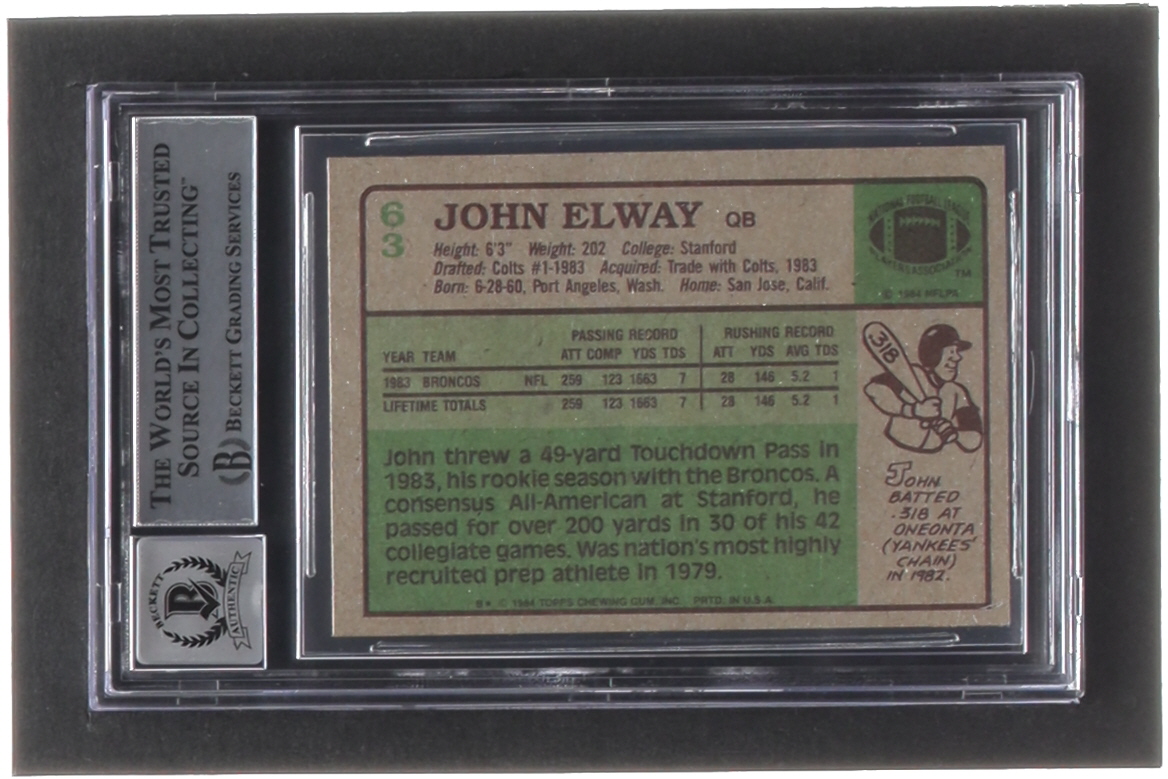 THE WORLD'S MOST TRUSTED
SOURCE IN COLLECTING™
B BECKETT GRADING SERVICES
BECKETT
B
AUTHENTIC
63
JOHN ELWAY QB
Height: 6'3" Weight: 202 College: Stanford
Drafted: Colts #1-1983 Acquired: Trade with Colts, 1983
Born: 6-28-60, Port Angeles, Wash. Home: San Jose, Calif.
NATIONAL FOOTBALL LEAGUE
PLAYERS ASSOCIATION
TM
© 1984 NFLPA
PASSING RECORD RUSHING RECORD
YEAR TEAM ATT COMP YDS TDS ATT YDS AVG TDS
1983 BRONCOS NFL 259 123 1663 7 28 146 5.2 1
LIFETIME TOTALS 259 123 1663 7 28 146 5.2 1
John threw a 49-yard Touchdown Pass in
1983, his rookie season with the Broncos. A
consensus All-American at Stanford, he
passed for over 200 yards in 30 of his 42
collegiate games. Was nation's most highly
recruited prep athlete in 1979.
.318
JOHN
BATTED
.318 AT
ONEONTA
(YANKEES'
CHAIN)
IN 1982.
B* © 1984 TOPPS CHEWING GUM, INC. PRTD. IN U.S.A.